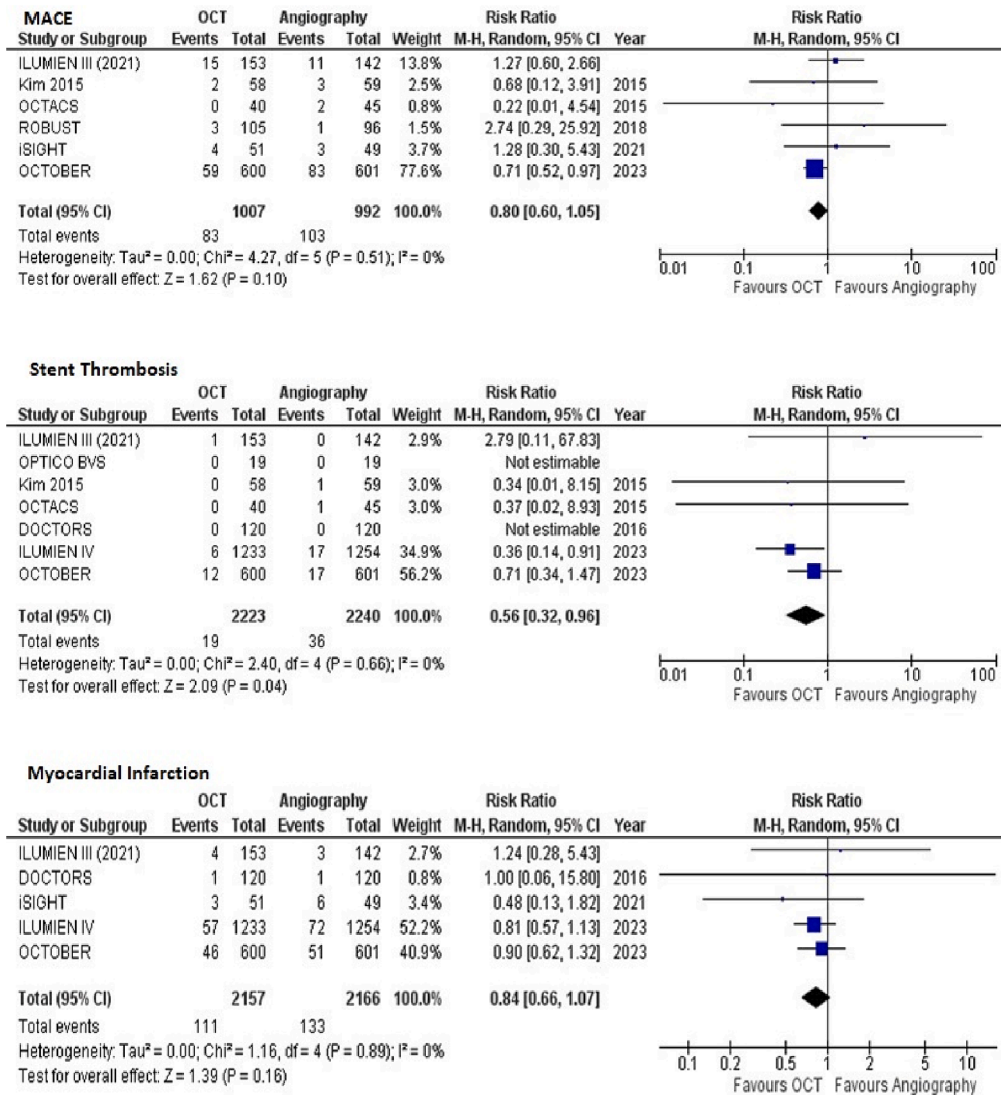 MACE OCT Angiography Risk Ratio Risk Ratio
Study or Subgroup Events Total Events Total Weight M-H, Random, 95% CI Year M-H, Random, 95% CI
ILUMIEN III (2021) 15 153 11 142 13.8% 1.27 [0.60, 2.66]
Kim 2015 2 58 3 59 2.5% 0.68 [0.12, 3.91] 2015
OCTACS 0 40 2 45 0.8% 0.22 [0.01, 4.54] 2015
ROBUST 3 105 1 96 1.5% 2.74 [0.29, 25.92] 2018
iSIGHT 4 51 3 49 3.7% 1.28 [0.30, 5.43] 2021
OCTOBER 59 600 83 601 77.6% 0.71 [0.52, 0.97] 2023
Total (95% CI) 1007 992 100.0% 0.80 [0.60, 1.05]
Total events 83 103
Heterogeneity: Tau² = 0.00; Chi² = 4.27, df = 5 (P = 0.51); I² = 0%
Test for overall effect: Z = 1.62 (P = 0.10)
0.01 0.1 1 10 100
Favours OCT Favours Angiography
Stent Thrombosis
OCT Angiography Risk Ratio Risk Ratio
Study or Subgroup Events Total Events Total Weight M-H, Random, 95% CI Year M-H, Random, 95% CI
ILUMIEN III (2021) 1 153 0 142 2.9% 2.79 [0.11, 67.83]
OPTICO BVS 0 19 0 19 Not estimable
Kim 2015 0 58 1 59 3.0% 0.34 [0.01, 8.15] 2015
OCTACS 0 40 1 45 3.0% 0.37 [0.02, 8.93] 2015
DOCTORS 0 120 0 120 Not estimable 2016
ILUMIEN IV 6 1233 17 1254 34.9% 0.36 [0.14, 0.91] 2023
OCTOBER 12 600 17 601 56.2% 0.71 [0.34, 1.47] 2023
Total (95% CI) 2223 2240 100.0% 0.56 [0.32, 0.96]
Total events 19 36
Heterogeneity: Tau² = 0.00; Chi² = 2.40, df = 4 (P = 0.66); I² = 0%
Test for overall effect: Z = 2.09 (P = 0.04)
0.01 0.1 1 10 100
Favours OCT Favours Angiography
Myocardial Infarction
OCT Angiography Risk Ratio Risk Ratio
Study or Subgroup Events Total Events Total Weight M-H, Random, 95% CI Year M-H, Random, 95% CI
ILUMIEN III (2021) 4 153 3 142 2.7% 1.24 [0.28, 5.43]
DOCTORS 1 120 1 120 0.8% 1.00 [0.06, 15.80] 2016
iSIGHT 3 51 6 49 3.4% 0.48 [0.13, 1.82] 2021
ILUMIEN IV 57 1233 72 1254 52.2% 0.81 [0.57, 1.13] 2023
OCTOBER 46 600 51 601 40.9% 0.90 [0.62, 1.32] 2023
Total (95% CI) 2157 2166 100.0% 0.84 [0.66, 1.07]
Total events 111 133
Heterogeneity: Tau² = 0.00; Chi² = 1.16, df = 4 (P = 0.89); I² = 0%
Test for overall effect: Z = 1.39 (P = 0.16)
0.1 0.2 0.5 1 2 5 10
Favours OCT Favours Angiography